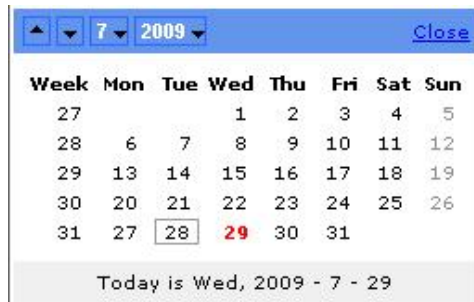 7 2009 Close
Week Mon Tue Wed Thu Fri Sat Sun
27 1 2 3 4 5
28 6 7 8 9 10 11 12
29 13 14 15 16 17 18 19
30 20 21 22 23 24 25 26
31 27 28 29 30 31
Today is Wed, 2009 - 7 - 29